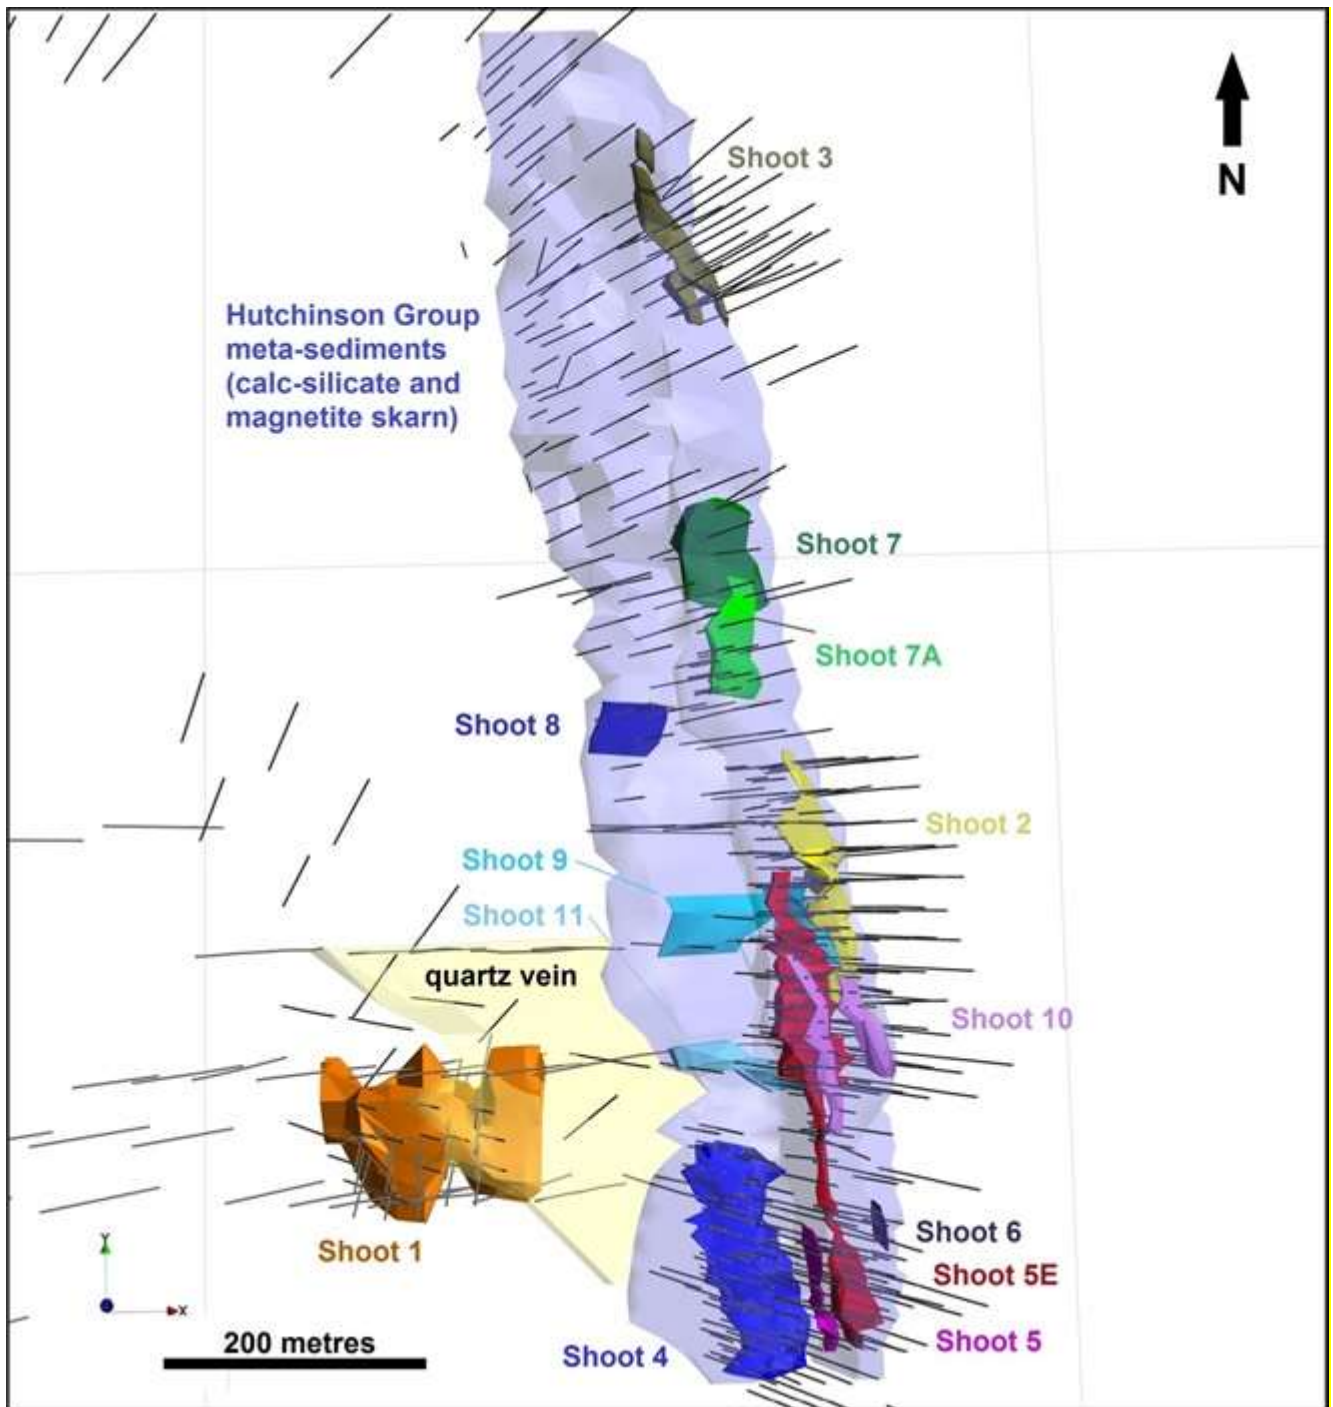 Shoot 3
N
Hutchinson Group
meta-sediments
(calc-silicate and
magnetite skarn)
Shoot 7
Shoot 7A
Shoot 8
Shoot 2
Shoot 9
Shoot 11
quartz vein
Shoot 10
Shoot 6
Shoot 1
Shoot 5E
Y
X
200 metres
Shoot 5
Shoot 4